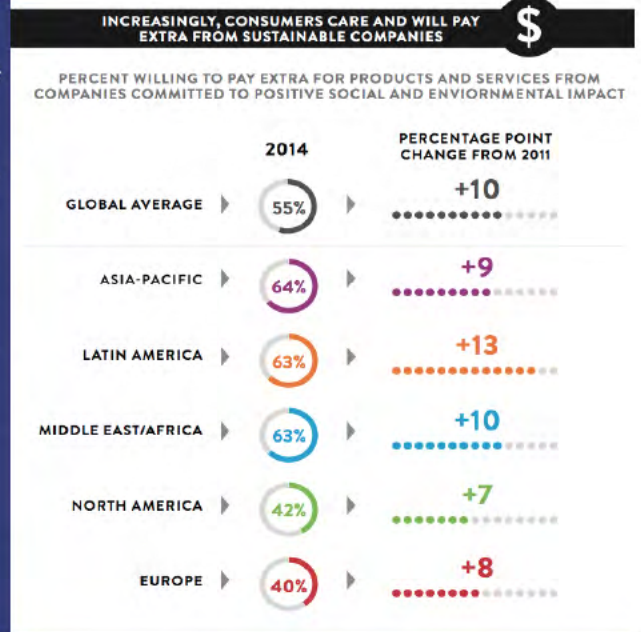 INCREASINGLY, CONSUMERS CARE AND WILL PAY
EXTRA FROM SUSTAINABLE COMPANIES
$
PERCENT WILLING TO PAY EXTRA FOR PRODUCTS AND SERVICES FROM
COMPANIES COMMITTED TO POSITIVE SOCIAL AND ENVIORNMENTAL IMPACT
2014
PERCENTAGE POINT
CHANGE FROM 2011
GLOBAL AVERAGE 55% +10
ASIA-PACIFIC 64% +9
LATIN AMERICA 63% +13
MIDDLE EAST/AFRICA 63% +10
NORTH AMERICA 42% +7
EUROPE 40% +8